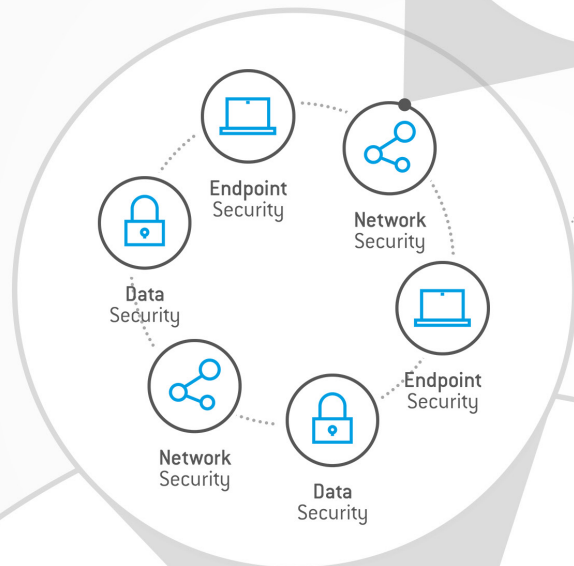 Endpoint
Security
Network
Security
Data
Security
Endpoint
Security
Network
Security
Data
Security